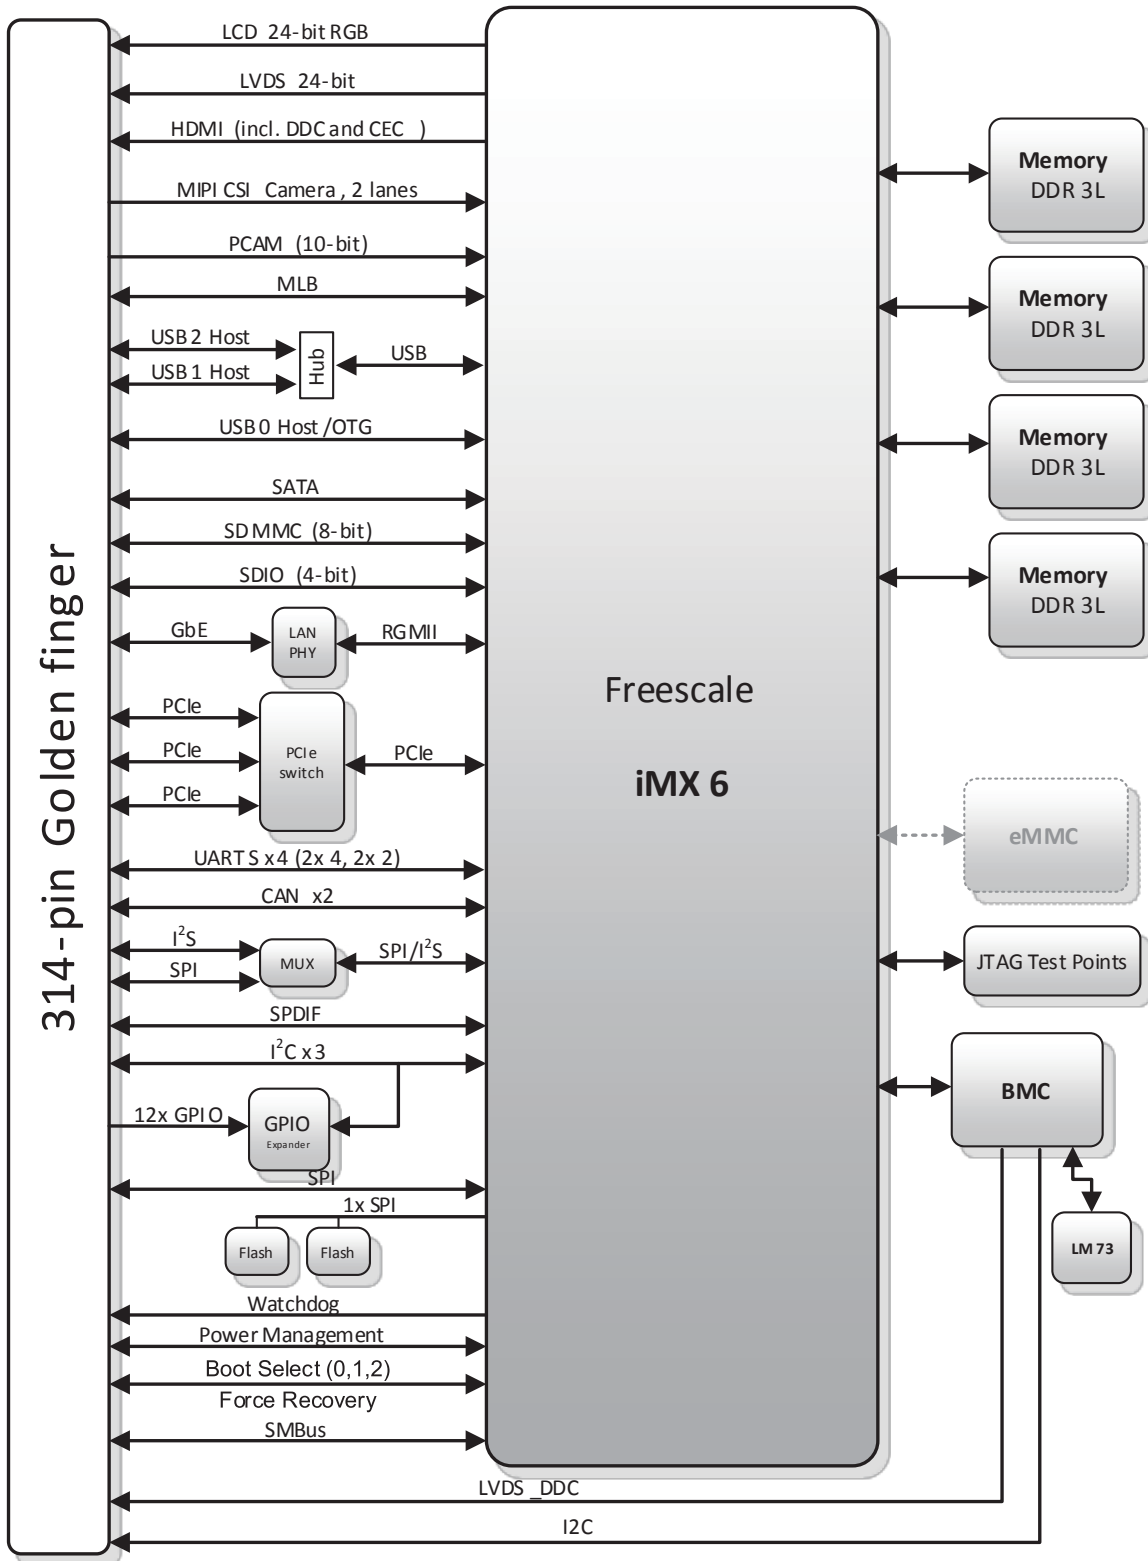 314-pin Golden finger
LCD 24-bit RGB
LVDS 24-bit
HDMI (incl. DDC and CEC )
MIPI CSI Camera , 2 lanes
PCAM (10-bit)
MLB
USB 2 Host
USB 1 Host
Hub
USB
USB 0 Host /OTG
SATA
SD MMC (8-bit)
SDIO (4-bit)
GbE
LAN
PHY
RGMII
PCIe
PCIe
PCIe
PCIe
switch
PCIe
UART S x4 (2x 4, 2x 2)
CAN x2
I²S
SPI
MUX
SPI/I²S
SPDIF
I²C x3
12x GPIO
GPIO
Expander
SPI
1x SPI
Flash
Flash
Watchdog
Power Management
Boot Select (0,1,2)
Force Recovery
SMBus
LVDS _DDC
I2C
Freescale
iMX 6
Memory
DDR 3L
Memory
DDR 3L
Memory
DDR 3L
Memory
DDR 3L
eMMC
JTAG Test Points
BMC
LM 73